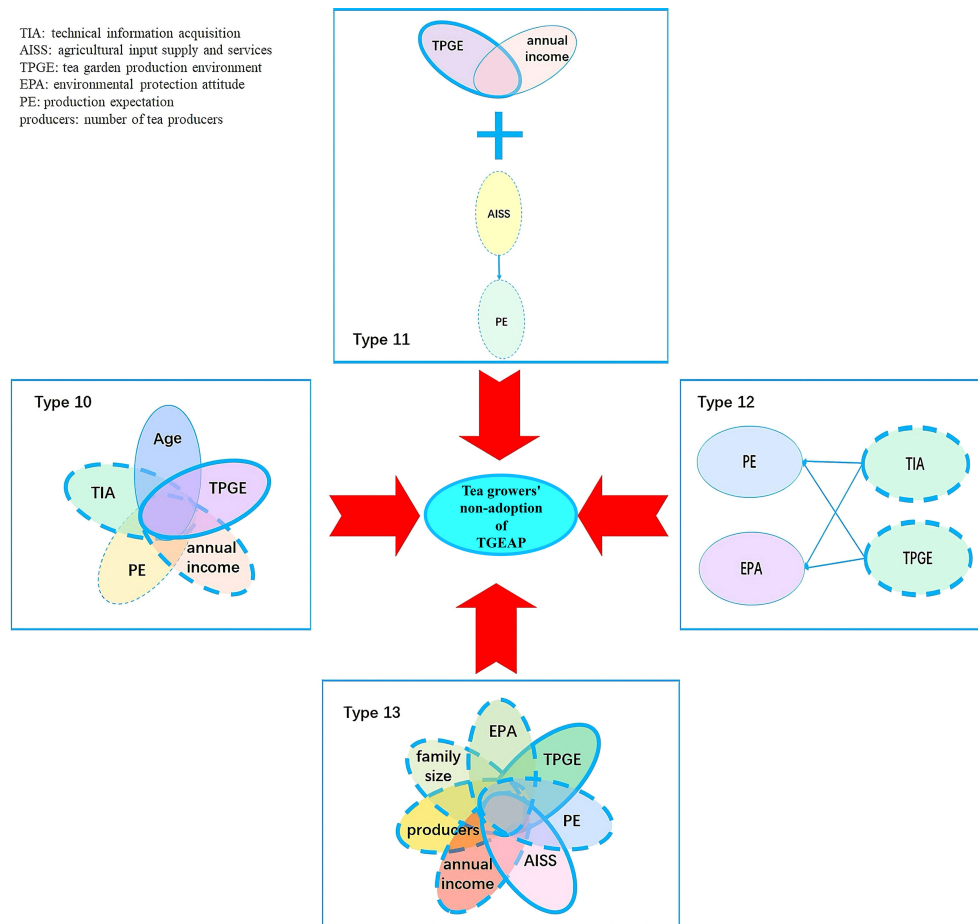 TIA: technical information acquisition
AISS: agricultural input supply and services
TPGE: tea garden production environment
EPA: environmental protection attitude
PE: production expectation
producers: number of tea producers
TPGE
annual
income
AISS
PE
Type 11
Type 10
Age
TIA
TPGE
PE
annual
income
Tea growers'
non-adoption
of
TGEAP
Type 12
PE
TIA
EPA
TPGE
Type 13
EPA
family
size
TPGE
producers
PE
annual
income
AISS